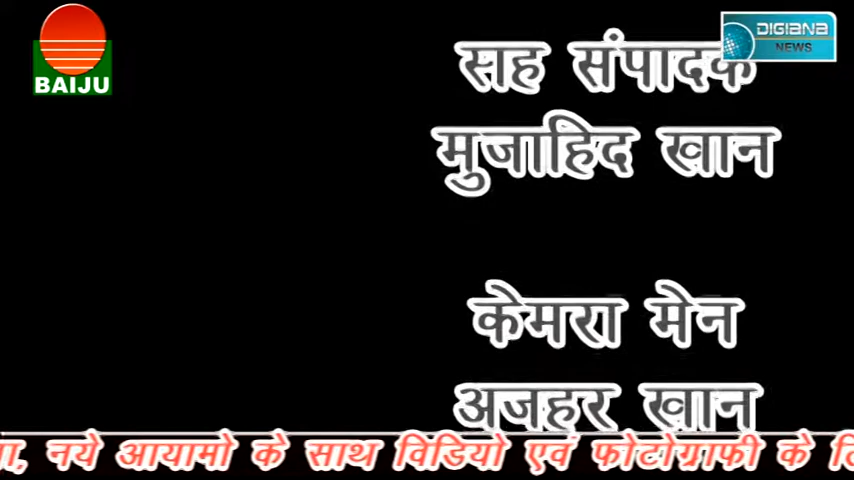 BAIJU
DIGIANA
NEWS
सह संपादक
मुजाहिद खान
केमरा मेन
अजहर खान
नये आयामो के साथ विडियो एवं फोटोग्राफी के